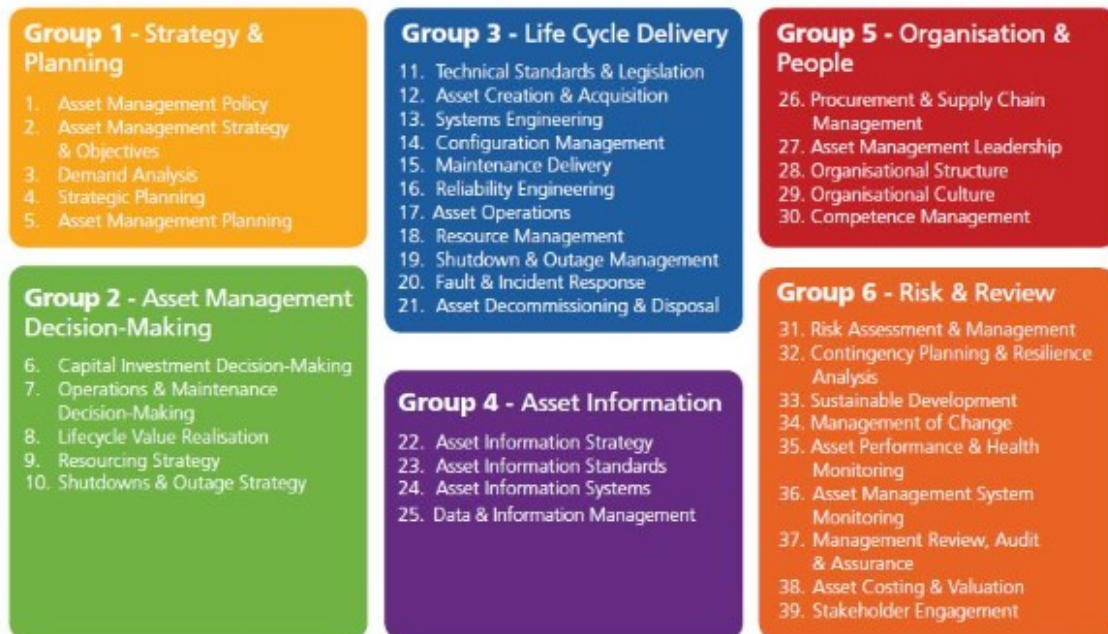 Group 1 - Strategy &
Planning
1. Asset Management Policy
2. Asset Management Strategy
& Objectives
3. Demand Analysis
4. Strategic Planning
5. Asset Management Planning
Group 2 - Asset Management
Decision-Making
6. Capital Investment Decision-Making
7. Operations & Maintenance
Decision-Making
8. Lifecycle Value Realisation
9. Resourcing Strategy
10. Shutdowns & Outage Strategy
Group 3 - Life Cycle Delivery
11. Technical Standards & Legislation
12. Asset Creation & Acquisition
13. Systems Engineering
14. Configuration Management
15. Maintenance Delivery
16. Reliability Engineering
17. Asset Operations
18. Resource Management
19. Shutdown & Outage Management
20. Fault & Incident Response
21. Asset Decommissioning & Disposal
Group 4 - Asset Information
22. Asset Information Strategy
23. Asset Information Standards
24. Asset Information Systems
25. Data & Information Management
Group 5 - Organisation &
People
26. Procurement & Supply Chain
Management
27. Asset Management Leadership
28. Organisational Structure
29. Organisational Culture
30. Competence Management
Group 6 - Risk & Review
31. Risk Assessment & Management
32. Contingency Planning & Resilience
Analysis
33. Sustainable Development
34. Management of Change
35. Asset Performance & Health
Monitoring
36. Asset Management System
Monitoring
37. Management Review, Audit
& Assurance
38. Asset Costing & Valuation
39. Stakeholder Engagement